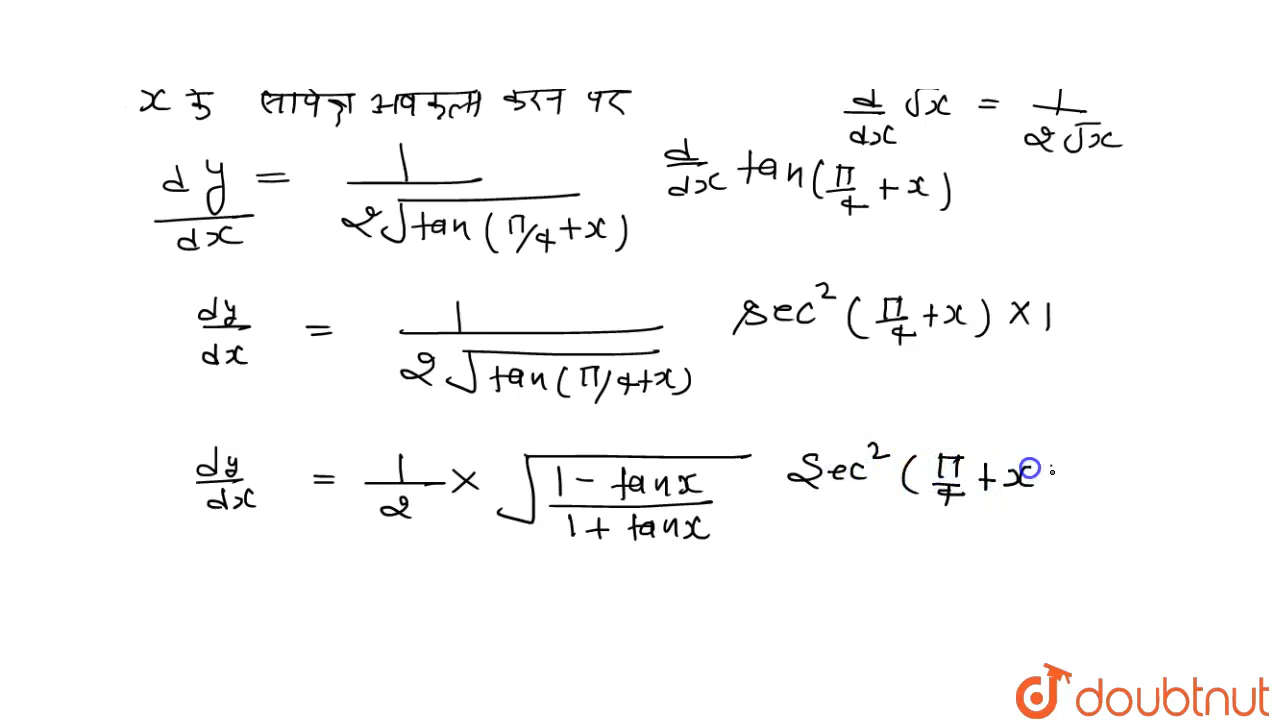 x के सापेक्ष अवकलन करने पर
d/dx √x = 1/(2√x)
dy/dx = 1/(2√tan(π/4+x)) d/dx tan(π/4+x)
dy/dx = 1/(2√tan(π/4+x)) sec²(π/4+x)×1
dy/dx = 1/2 × √((1-tanx)/(1+tanx)) sec²(π/4+x
doubtnut